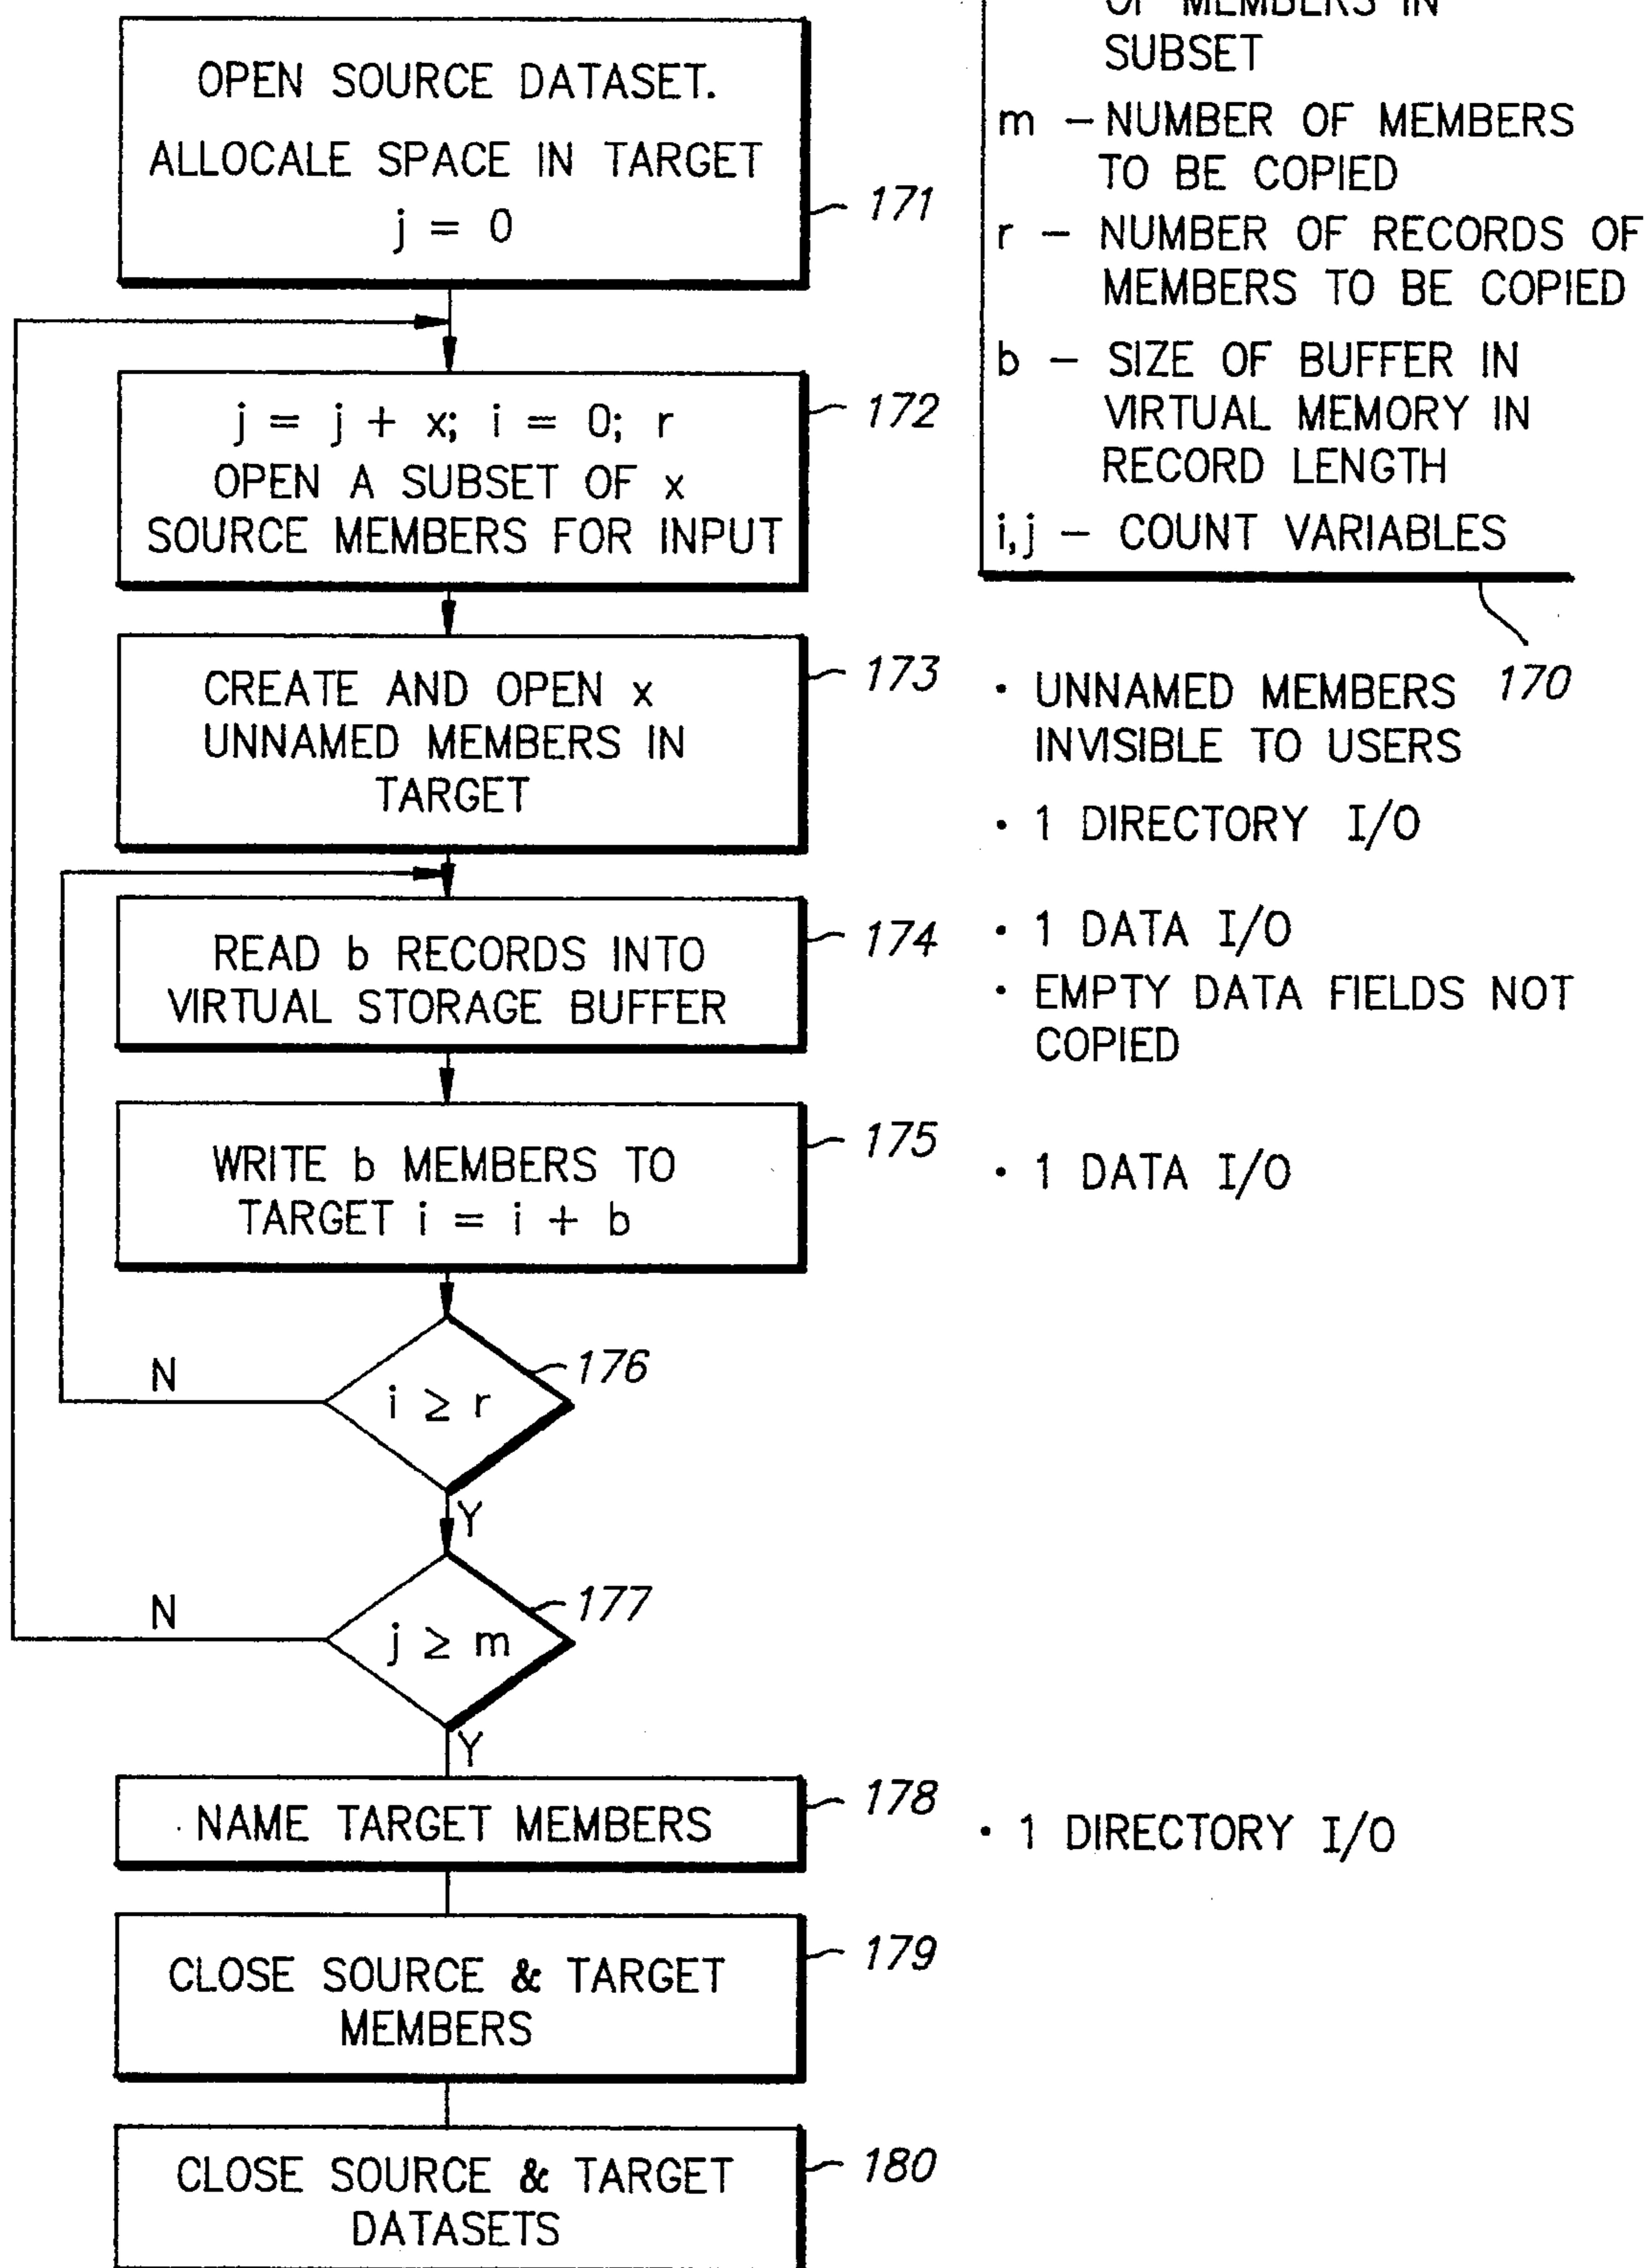 OPEN SOURCE DATASET.
ALLOCALE SPACE IN TARGET
j = 0
171
OF MEMBERS IN
SUBSET
m – NUMBER OF MEMBERS
TO BE COPIED
r – NUMBER OF RECORDS OF
MEMBERS TO BE COPIED
b – SIZE OF BUFFER IN
VIRTUAL MEMORY IN
RECORD LENGTH
i,j – COUNT VARIABLES
170
j = j + x; i = 0; r
OPEN A SUBSET OF x
SOURCE MEMBERS FOR INPUT
172
CREATE AND OPEN x
UNNAMED MEMBERS IN
TARGET
173
• UNNAMED MEMBERS
INVISIBLE TO USERS
• 1 DIRECTORY I/O
READ b RECORDS INTO
VIRTUAL STORAGE BUFFER
174
• 1 DATA I/O
• EMPTY DATA FIELDS NOT
COPIED
WRITE b MEMBERS TO
TARGET i = i + b
175
• 1 DATA I/O
i ≥ r
176
N
Y
j ≥ m
177
N
Y
NAME TARGET MEMBERS
178
• 1 DIRECTORY I/O
CLOSE SOURCE & TARGET
MEMBERS
179
CLOSE SOURCE & TARGET
DATASETS
180